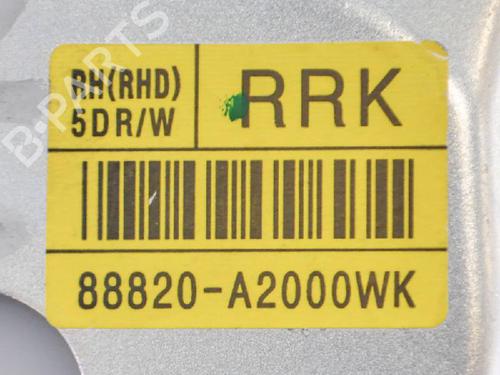 RH(RHD)
5DR/W
RRK
88820-A2000WK
B-PARTS